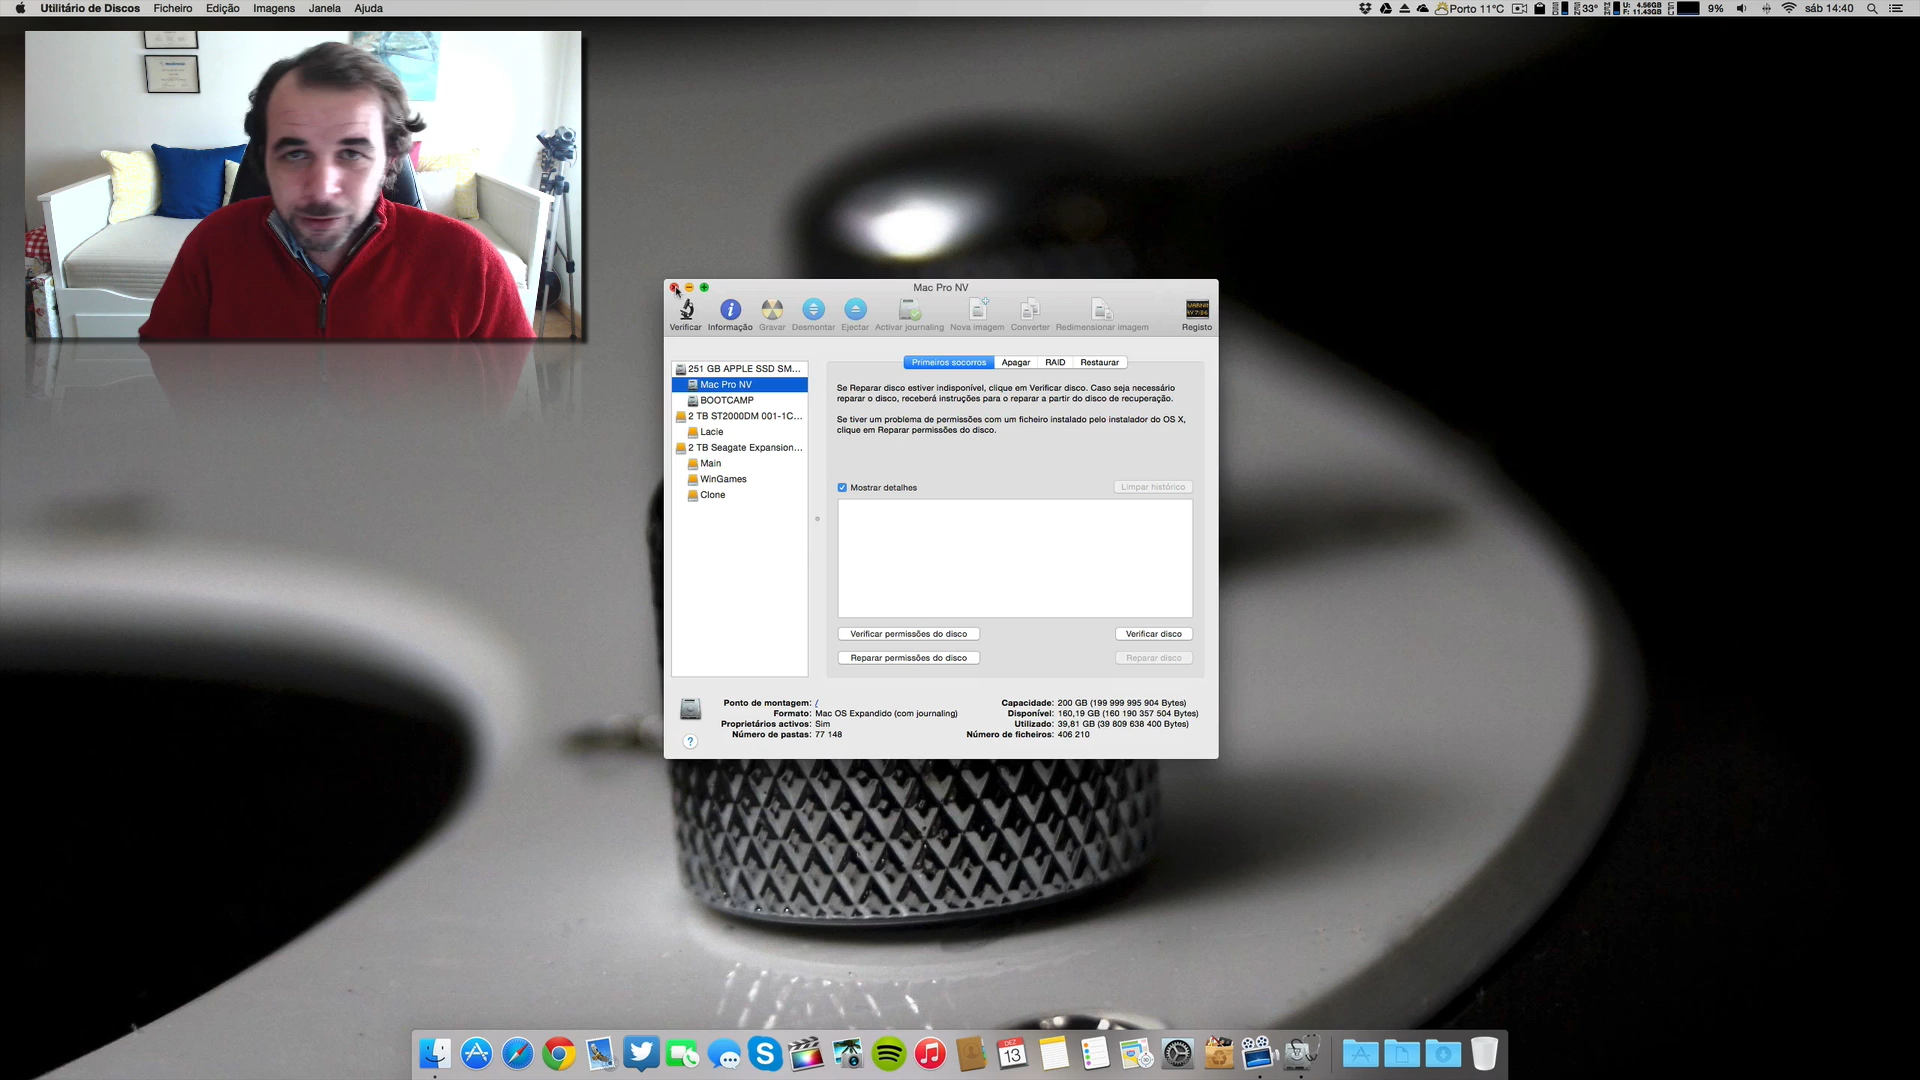 Utilitário de Discos Ficheiro Edição Imagens Janela Ajuda
Porto 11°C 33° U: 4.56GB F: 11.43GB 9% sáb 14:40
Mac Pro NV
Verificar Informação Gravar Desmontar Ejectar Activar journaling Nova imagem Converter Redimensionar imagem Registo
251 GB APPLE SSD SM...
Mac Pro NV
BOOTCAMP
2 TB ST2000DM 001-1C...
Lacie
2 TB Seagate Expansion...
Main
WinGames
Clone
Primeiros socorros Apagar RAID Restaurar
Se Reparar disco estiver indisponível, clique em Verificar disco. Caso seja necessário
reparar o disco, receberá instruções para o reparar a partir do disco de recuperação.
Se tiver um problema de permissões com um ficheiro instalado pelo instalador do OS X,
clique em Reparar permissões do disco.
Mostrar detalhes Limpar histórico
Verificar permissões do disco Verificar disco
Reparar permissões do disco Reparar disco
Ponto de montagem: / Capacidade: 200 GB (199 999 995 904 Bytes)
Formato: Mac OS Expandido (com journaling) Disponível: 160,19 GB (160 190 357 504 Bytes)
Proprietários activos: Sim Utilizado: 39,81 GB (39 809 638 400 Bytes)
Número de pastas: 77 148 Número de ficheiros: 406 210
DEZ
13